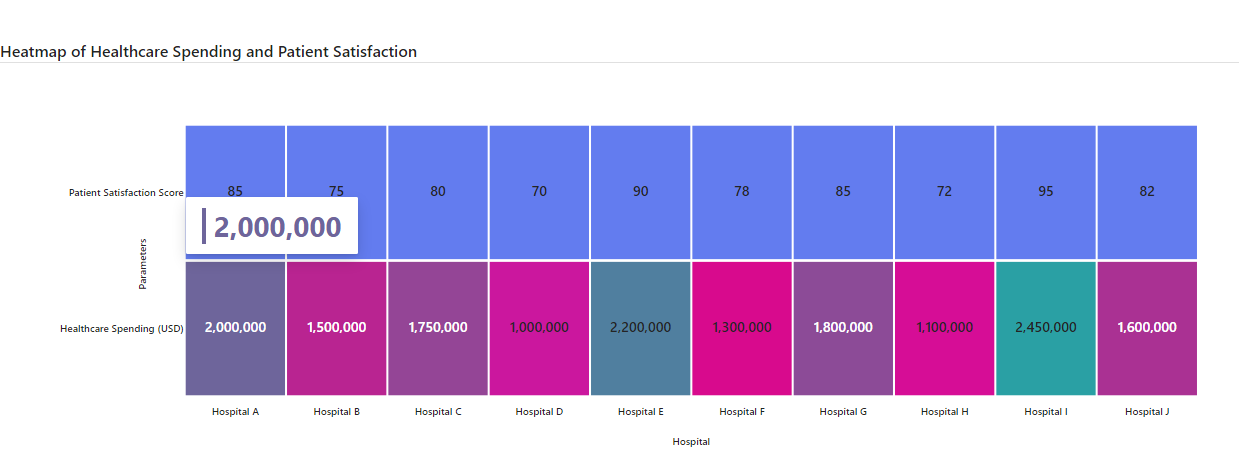 Heatmap of Healthcare Spending and Patient Satisfaction
Patient Satisfaction Score 85 75 80 70 90 78 85 72 95 82
2,000,000
Parameters
Healthcare Spending (USD) 2,000,000 1,500,000 1,750,000 1,000,000 2,200,000 1,300,000 1,800,000 1,100,000 2,450,000 1,600,000
Hospital A Hospital B Hospital C Hospital D Hospital E Hospital F Hospital G Hospital H Hospital I Hospital J
Hospital